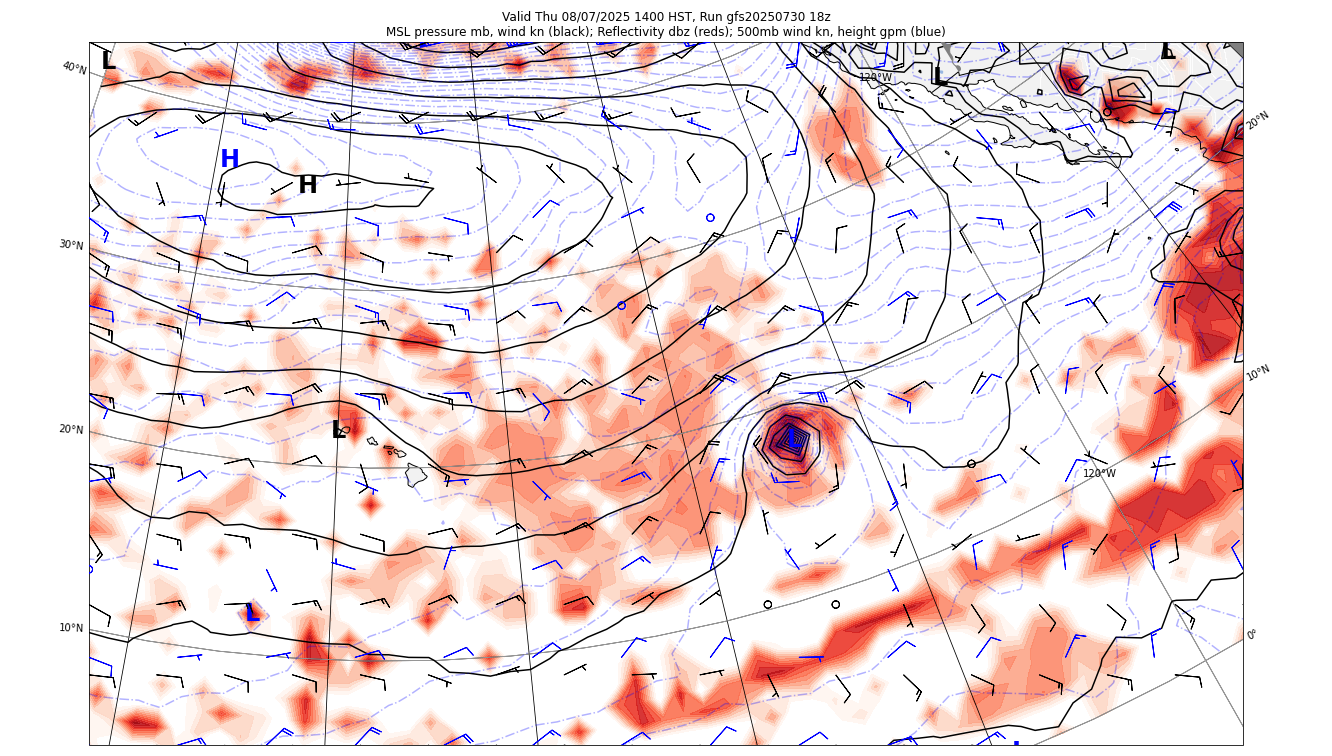 Valid Thu 08/07/2025 1400 HST, Run gfs20250730 18z
MSL pressure mb, wind kn (black); Reflectivity dbz (reds); 500mb wind kn, height gpm (blue)
L
L
L
40°N
120°W
20°N
H
H
30°N
10°N
20°N
L
L
120°W
L
10°N
0°